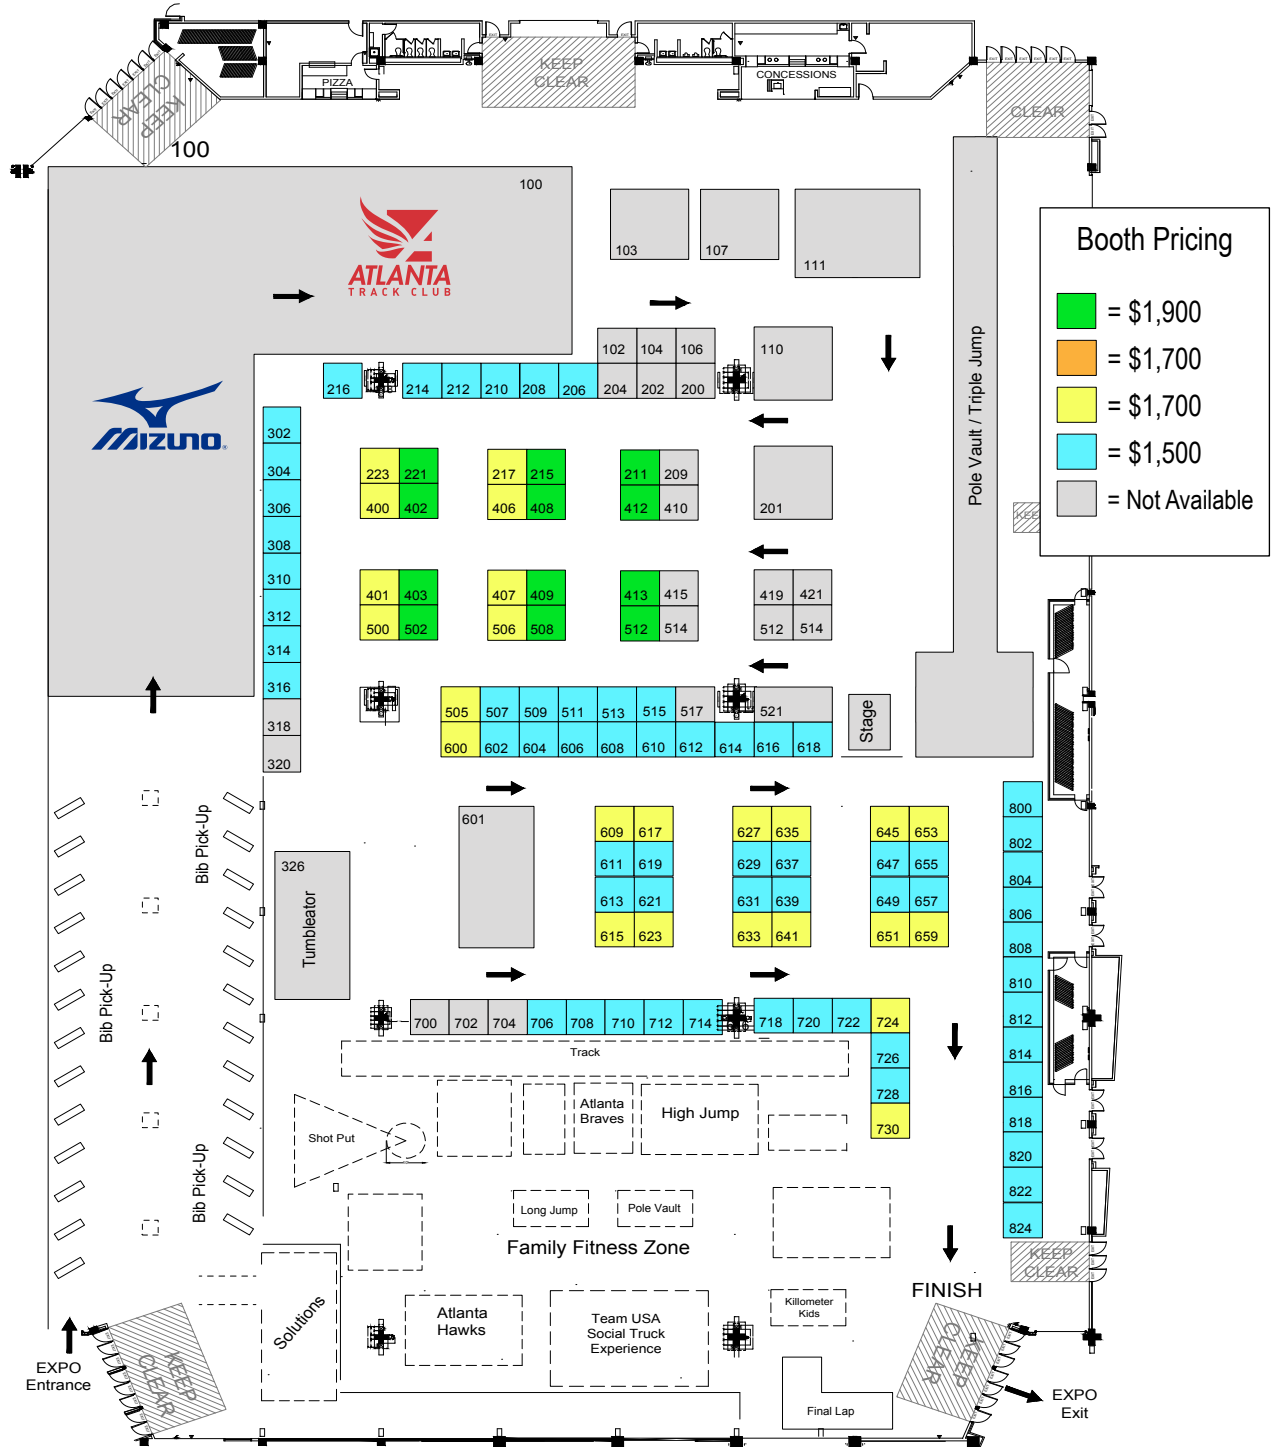 KEEP
CLEAR
PIZZA
KEEP
CLEAR
CONCESSIONS
CLEAR
100
100
103
107
111
ATLANTA
TRACK CLUB
Booth Pricing
= $1,900
= $1,700
= $1,700
= $1,500
= Not Available
102 104 106
110
216
214 212 210 208 206 204 202 200
MIZUNO
Pole Vault / Triple Jump
302
304
306
308
310
312
314
316
318
320
223 221
400 402
217 215
406 408
211 209
412 410
201
401 403
500 502
407 409
506 508
413 415
512 514
419 421
512 514
505 507 509 511 513 515 517 521
600 602 604 606 608 610 612 614 616 618
Stage
601
609 617
611 619
613 621
615 623
627 635
629 637
631 639
633 641
645 653
647 655
649 657
651 659
800
802
804
806
808
810
812
814
816
818
820
822
824
326
Tumbleator
Bib Pick-Up
Bib Pick-Up
Bib Pick-Up
700 702 704 706 708 710 712 714
718 720 722 724
726
728
730
Track
Shot Put
Atlanta
Braves
High Jump
Long Jump
Pole Vault
Family Fitness Zone
KEEP
CLEAR
FINISH
Solutions
Atlanta
Hawks
Team USA
Social Truck
Experience
Killometer
Kids
Final Lap
KEEP
CLEAR
KEEP
CLEAR
EXPO
Entrance
EXPO
Exit